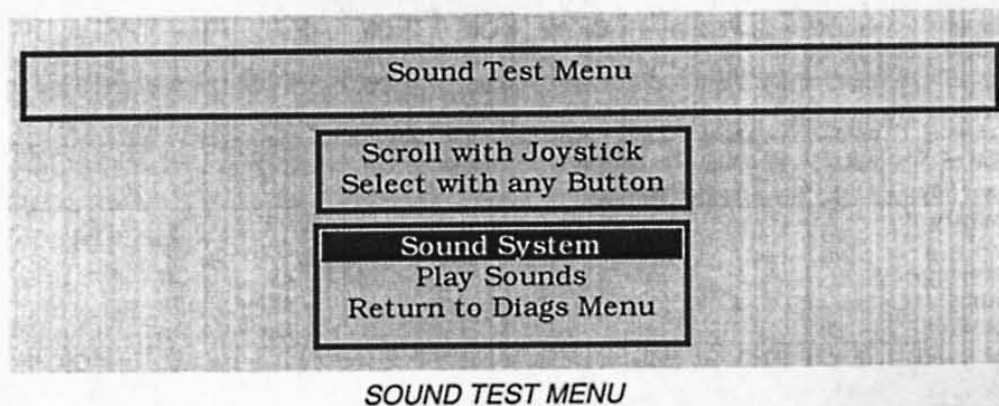 Sound Test Menu
Scroll with Joystick
Select with any Button
Sound System
Play Sounds
Return to Diags Menu
SOUND TEST MENU